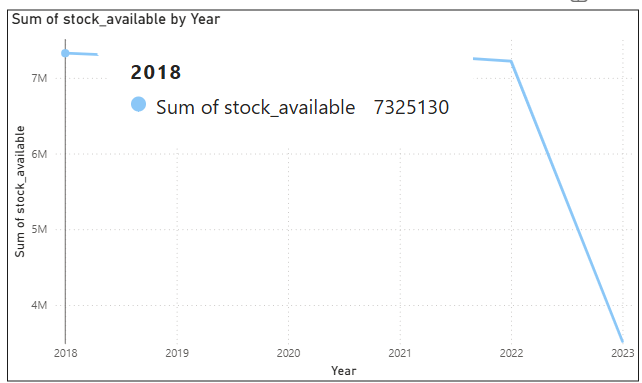 Sum of stock_available by Year
2018
Sum of stock_available 7325130
7M
6M
5M
4M
Sum of stock_available
2018 2019 2020 2021 2022 2023
Year